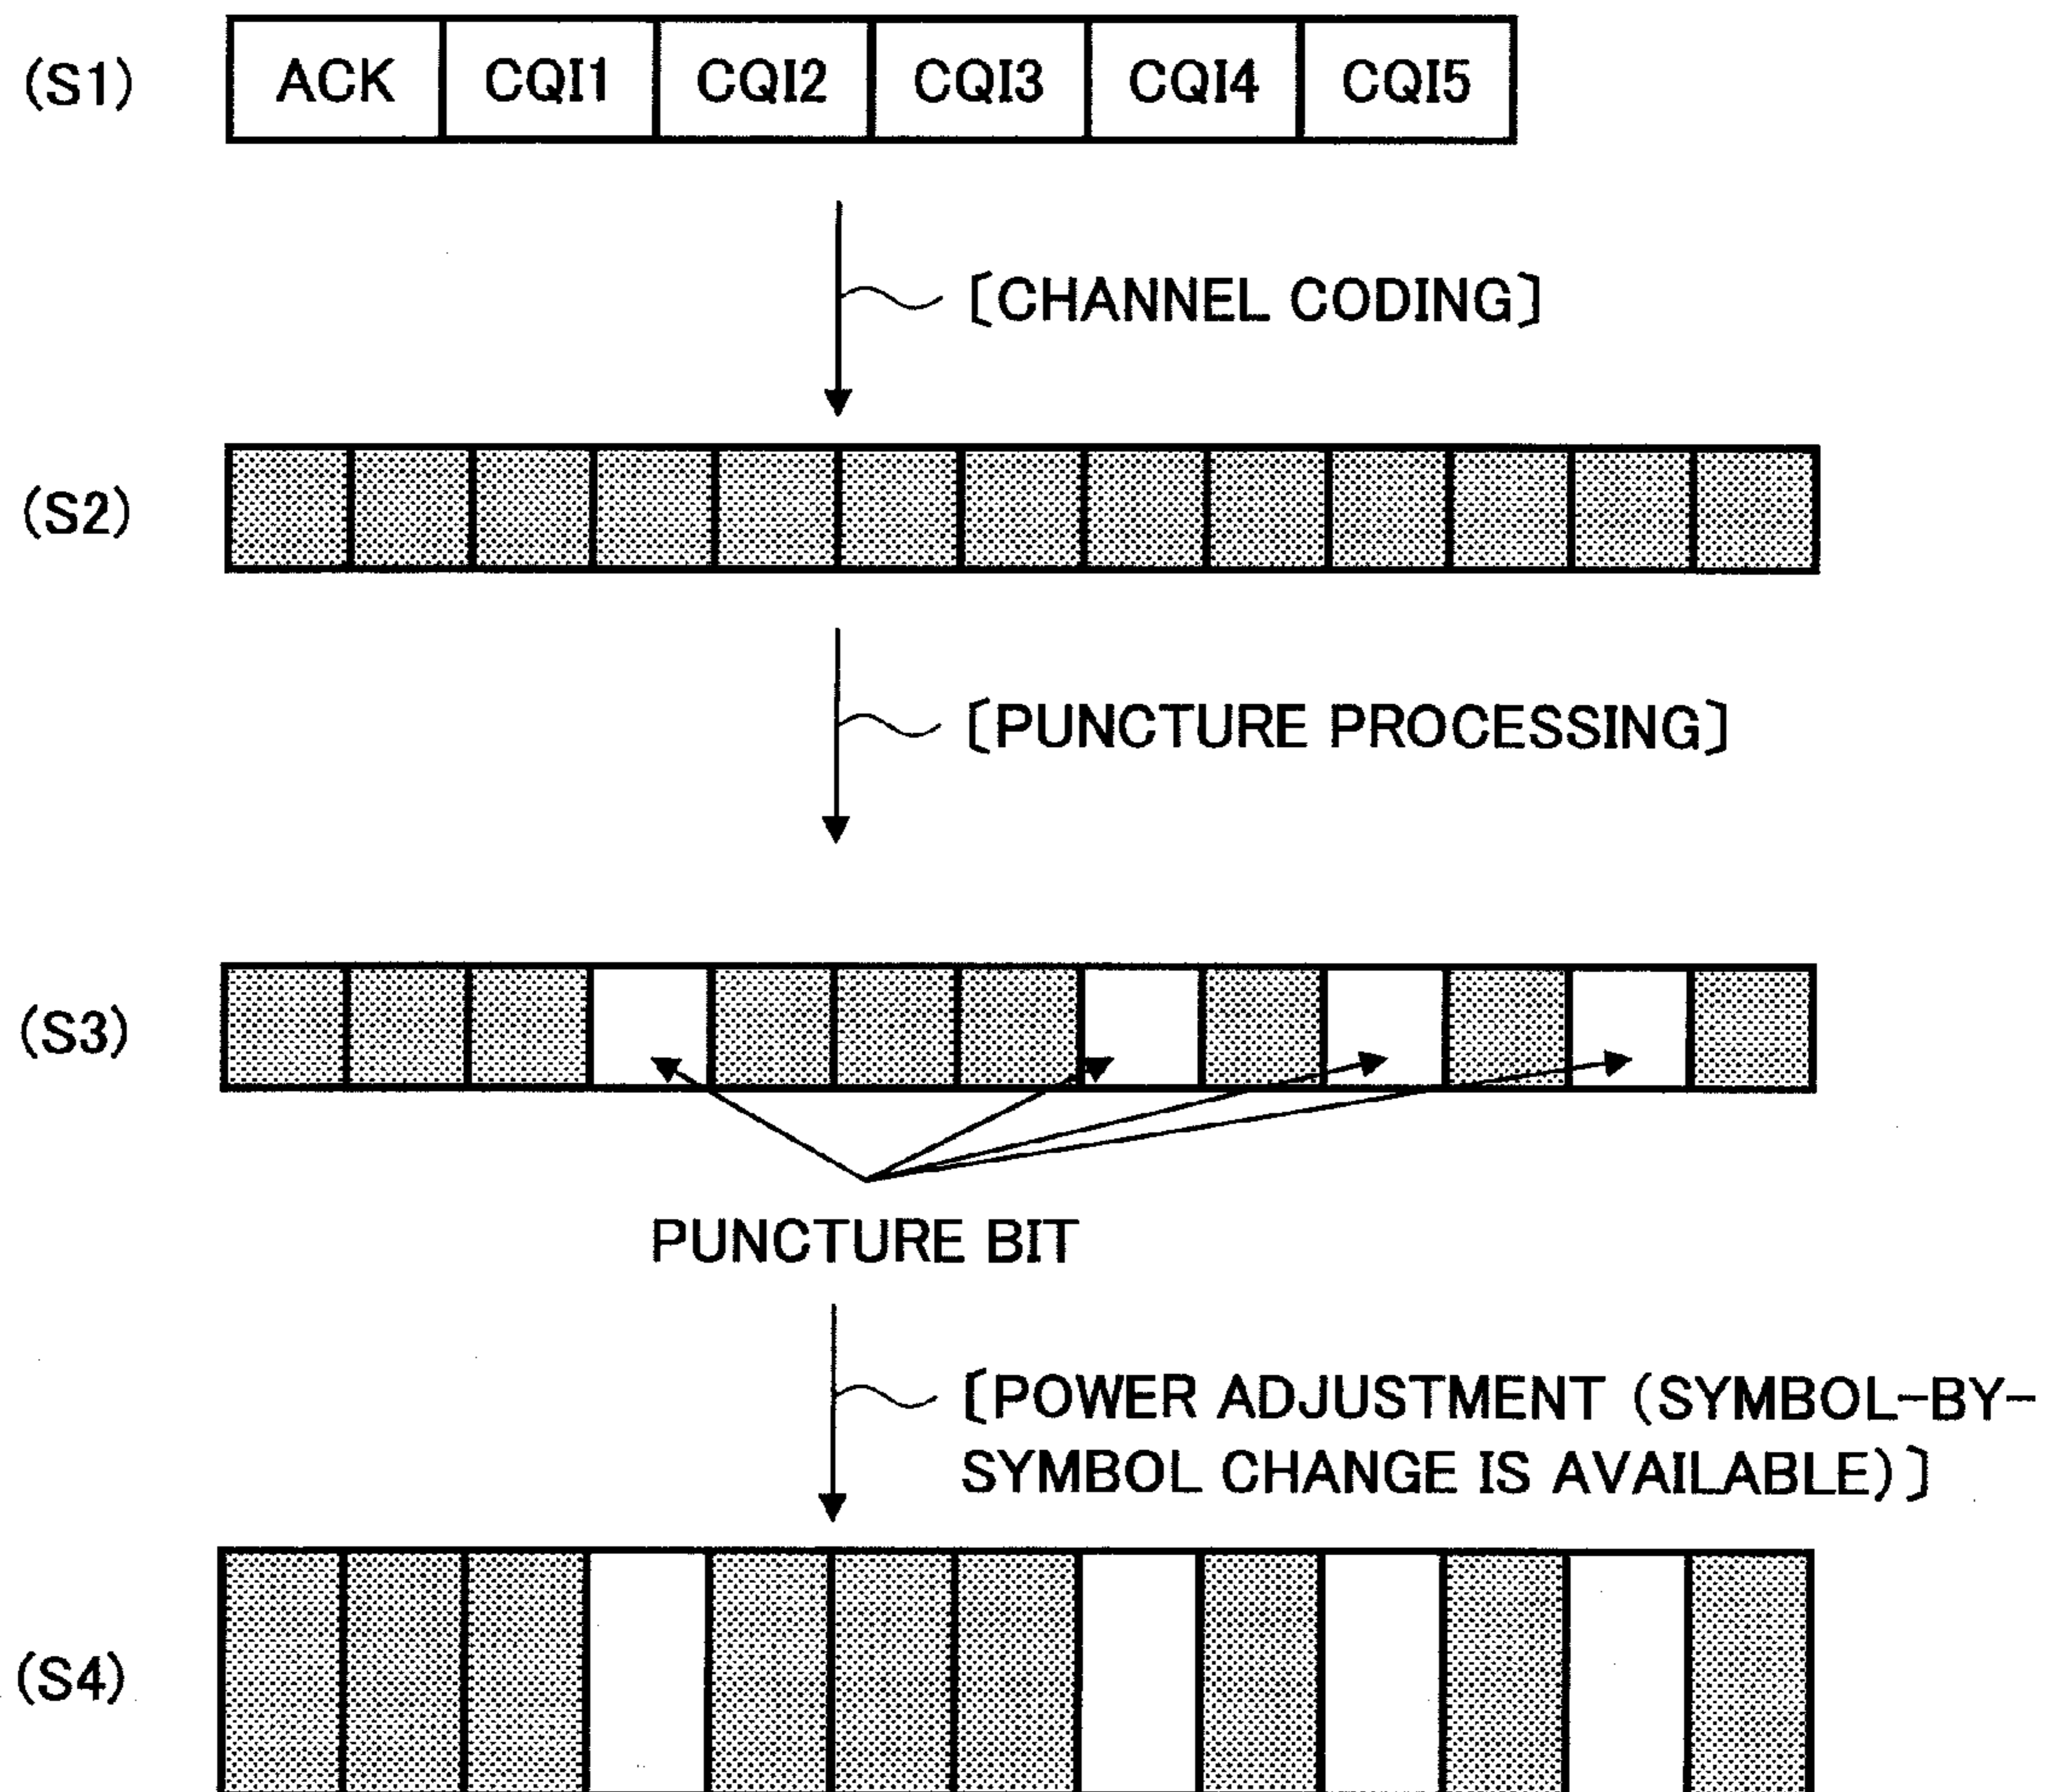 (S1) ACK CQI1 CQI2 CQI3 CQI4 CQI5
〔CHANNEL CODING〕
(S2)
〔PUNCTURE PROCESSING〕
(S3)
PUNCTURE BIT
〔POWER ADJUSTMENT (SYMBOL-BY-
SYMBOL CHANGE IS AVAILABLE)〕
(S4)